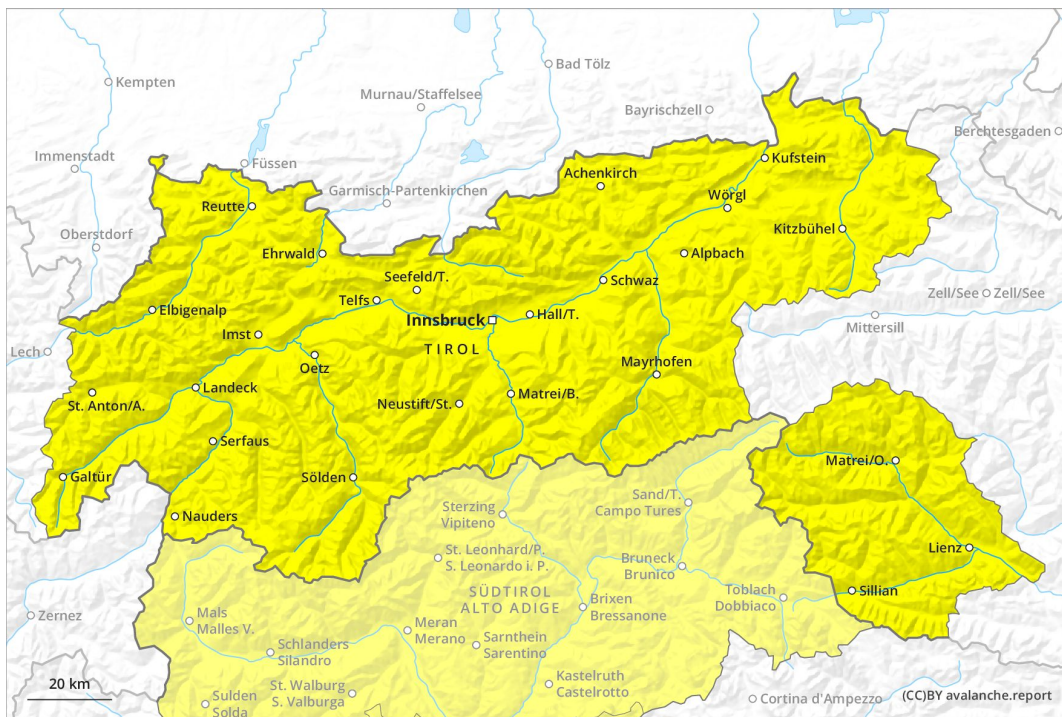 Kempten
Bad Tölz
Murnau/Staffelsee
Bayrischzell
Berchtesgaden
Immenstadt
Füssen
Kufstein
Achenkirch
Garmisch-Partenkirchen
Reutte
Wörgl
Oberstdorf
Kitzbühel
Ehrwald
Alpbach
Seefeld/T.
Schwaz
Zell/See
Zell/See
Telfs
Elbigenalp
Innsbruck
Hall/T.
Mittersill
Imst
Lech
TIROL
Oetz
Mayrhofen
Landeck
Matrei/B.
St. Anton/A.
Neustift/St.
Serfaus
Matrei/O.
Galtür
Sölden
Sand/T.
Campo Tures
Sterzing
Vipiteno
Nauders
Lienz
St. Leonhard/P.
S. Leonardo i. P.
Bruneck
Brunico
SÜDTIROL
ALTO ADIGE
Toblach
Dobbiaco
Sillian
Brixen
Bressanone
Zernez
Mals
Malles V.
Meran
Merano
Sarnthein
Sarentino
Schlanders
Silandro
20 km
St. Walburg
S. Valburga
Kastelruth
Castelrotto
Sulden
Solda
Cortina d'Ampezzo
(CC)BY avalanche.report